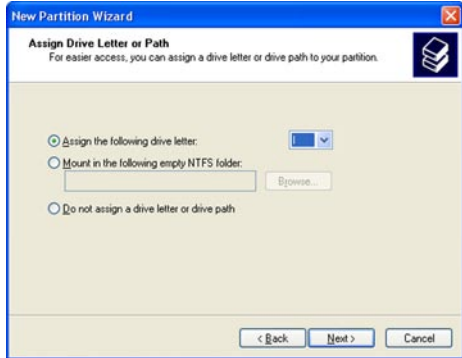 New Partition Wizard
Assign Drive Letter or Path
For easier access, you can assign a drive letter or drive path to your partition.
Assign the following drive letter:
Mount in the following empty NTFS folder:
Browse...
Do not assign a drive letter or drive path
< Back
Next >
Cancel